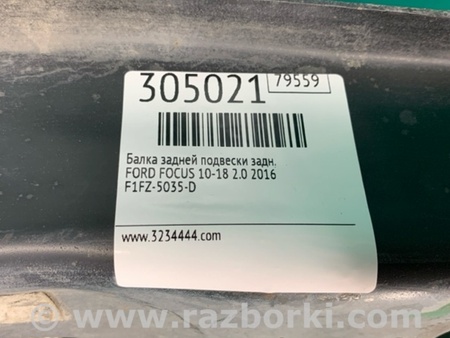 305021 79559
Балка задней подвески задн.
FORD FOCUS 10-18 2.0 2016
F1FZ-5035-D
www.3234444.com
www.razborki.com